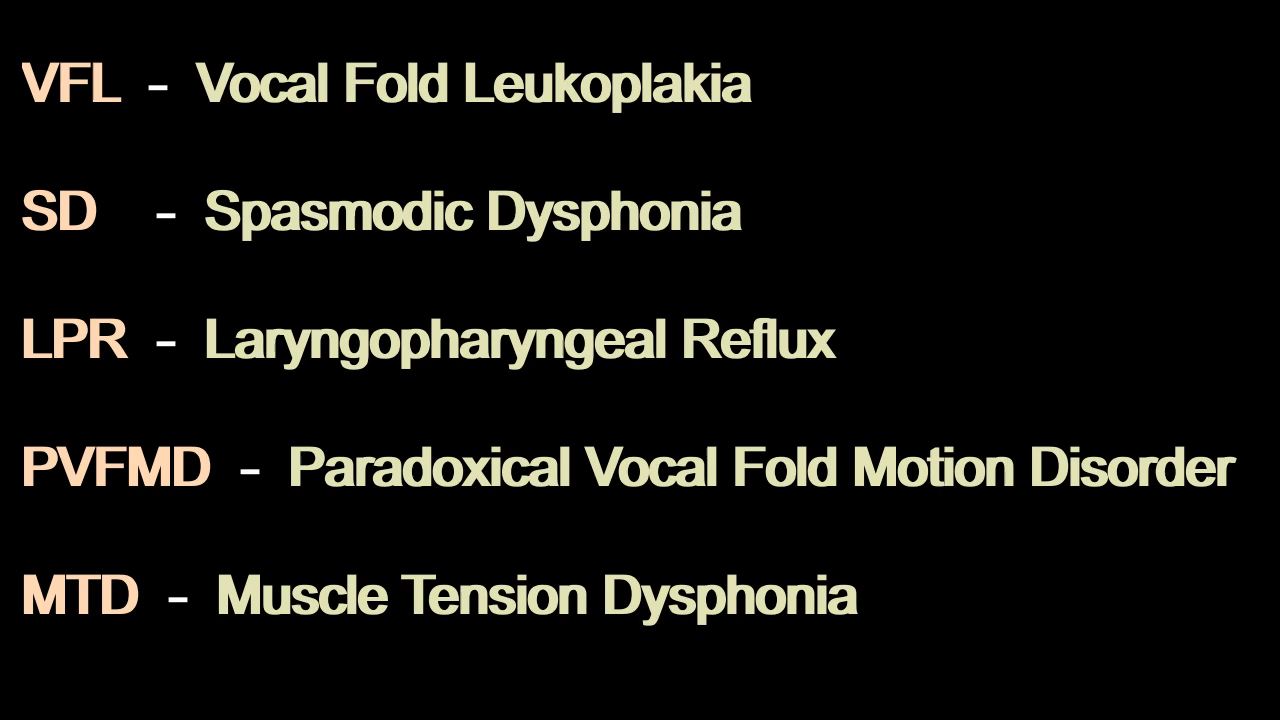 VFL - Vocal Fold Leukoplakia
SD - Spasmodic Dysphonia
LPR - Laryngopharyngeal Reflux
PVFMD - Paradoxical Vocal Fold Motion Disorder
MTD - Muscle Tension Dysphonia